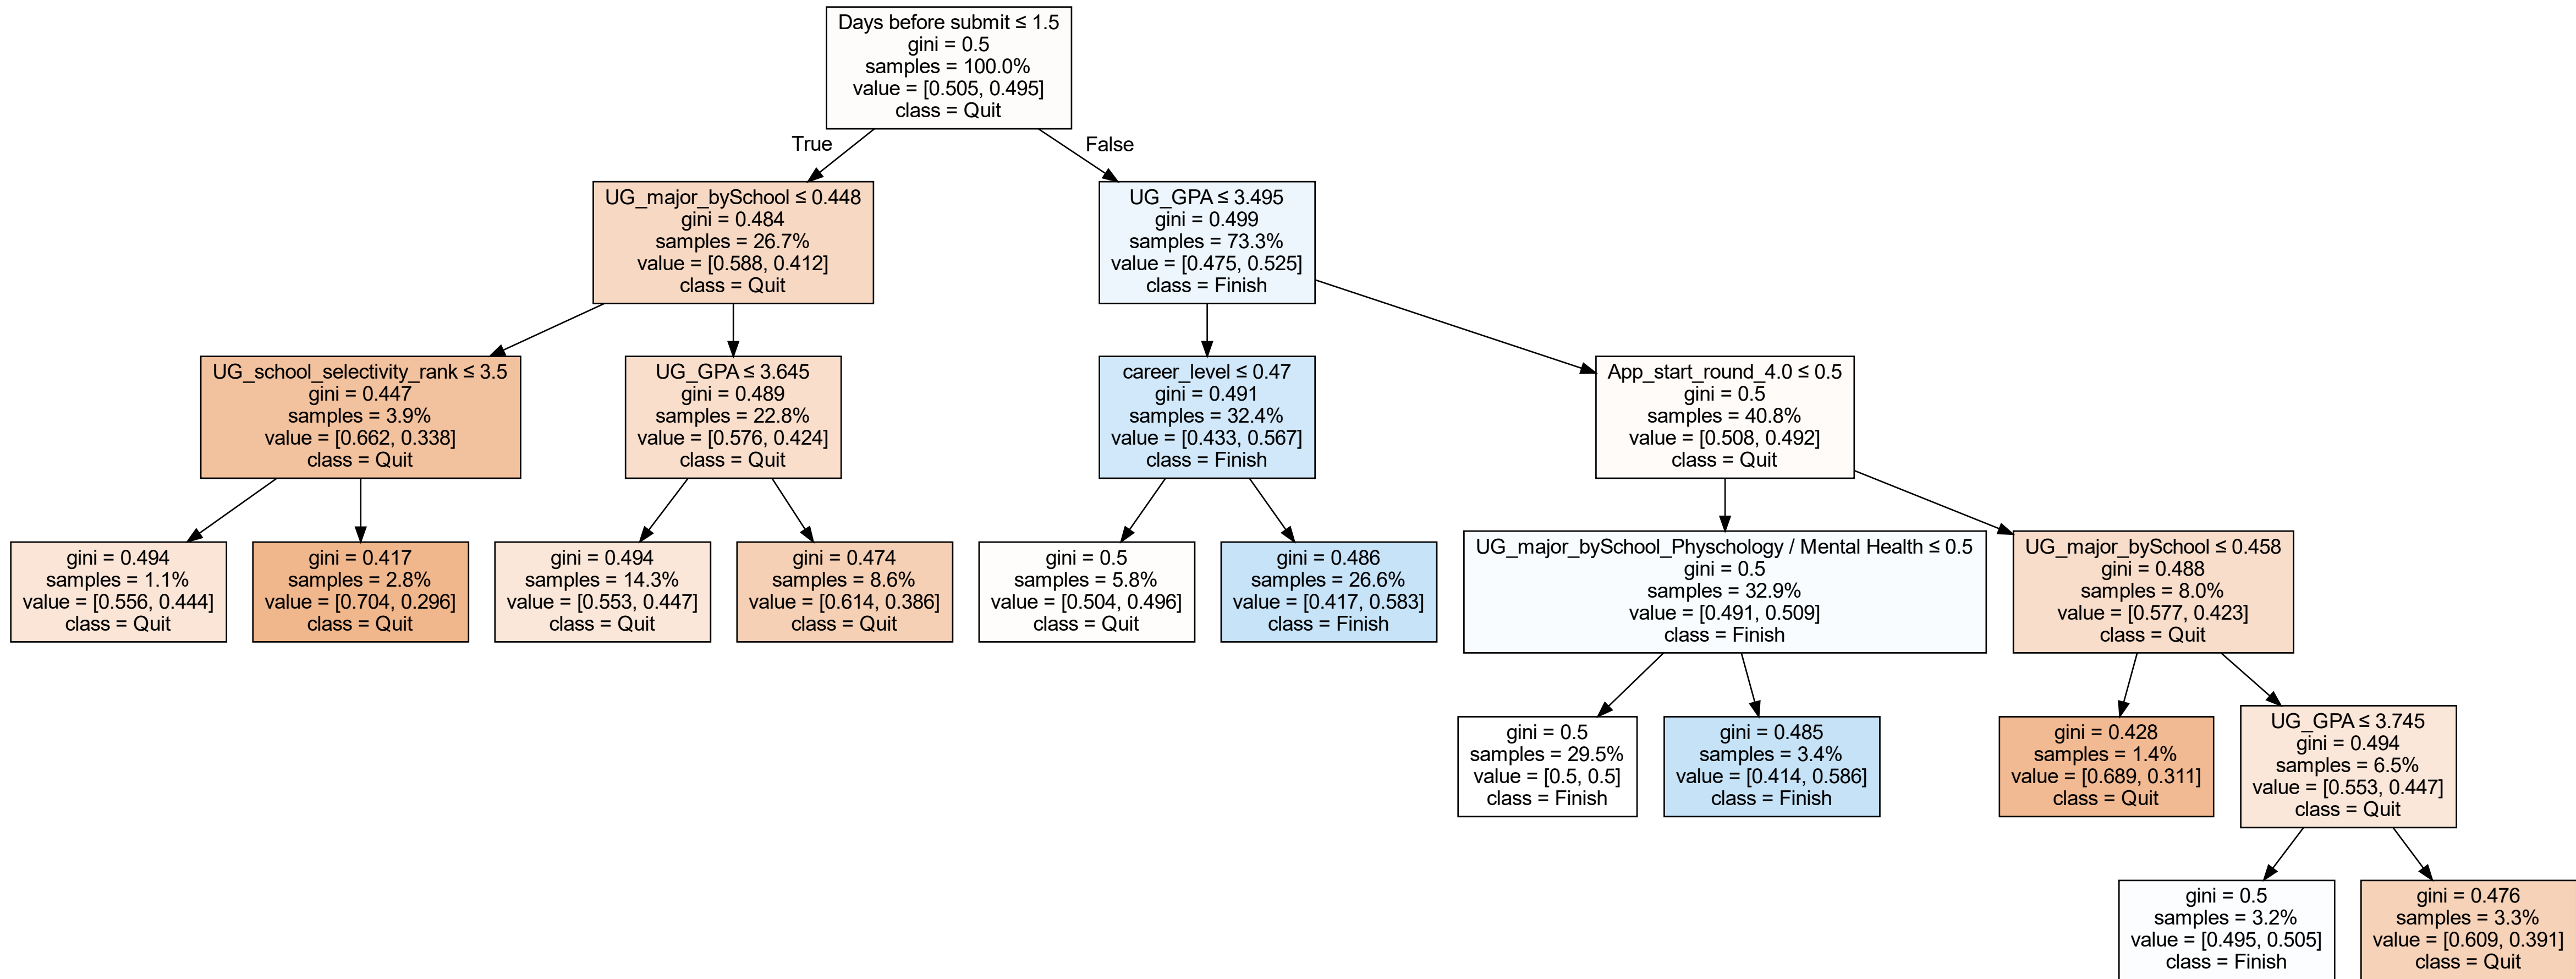 Days before submit ≤ 1.5
gini = 0.5
samples = 100.0%
value = [0.505, 0.495]
class = Quit
True
False
UG_major_bySchool ≤ 0.448
gini = 0.484
samples = 26.7%
value = [0.588, 0.412]
class = Quit
UG_GPA ≤ 3.495
gini = 0.499
samples = 73.3%
value = [0.475, 0.525]
class = Finish
UG_school_selectivity_rank ≤ 3.5
gini = 0.447
samples = 3.9%
value = [0.662, 0.338]
class = Quit
UG_GPA ≤ 3.645
gini = 0.489
samples = 22.8%
value = [0.576, 0.424]
class = Quit
career_level ≤ 0.47
gini = 0.491
samples = 32.4%
value = [0.433, 0.567]
class = Finish
App_start_round_4.0 ≤ 0.5
gini = 0.5
samples = 40.8%
value = [0.508, 0.492]
class = Quit
gini = 0.494
samples = 1.1%
value = [0.556, 0.444]
class = Quit
gini = 0.417
samples = 2.8%
value = [0.704, 0.296]
class = Quit
gini = 0.494
samples = 14.3%
value = [0.553, 0.447]
class = Quit
gini = 0.474
samples = 8.6%
value = [0.614, 0.386]
class = Quit
gini = 0.5
samples = 5.8%
value = [0.504, 0.496]
class = Quit
gini = 0.486
samples = 26.6%
value = [0.417, 0.583]
class = Finish
UG_major_bySchool_Physchology / Mental Health ≤ 0.5
gini = 0.5
samples = 32.9%
value = [0.491, 0.509]
class = Finish
UG_major_bySchool ≤ 0.458
gini = 0.488
samples = 8.0%
value = [0.577, 0.423]
class = Quit
gini = 0.5
samples = 29.5%
value = [0.5, 0.5]
class = Finish
gini = 0.485
samples = 3.4%
value = [0.414, 0.586]
class = Finish
gini = 0.428
samples = 1.4%
value = [0.689, 0.311]
class = Quit
UG_GPA ≤ 3.745
gini = 0.494
samples = 6.5%
value = [0.553, 0.447]
class = Quit
gini = 0.5
samples = 3.2%
value = [0.495, 0.505]
class = Finish
gini = 0.476
samples = 3.3%
value = [0.609, 0.391]
class = Quit